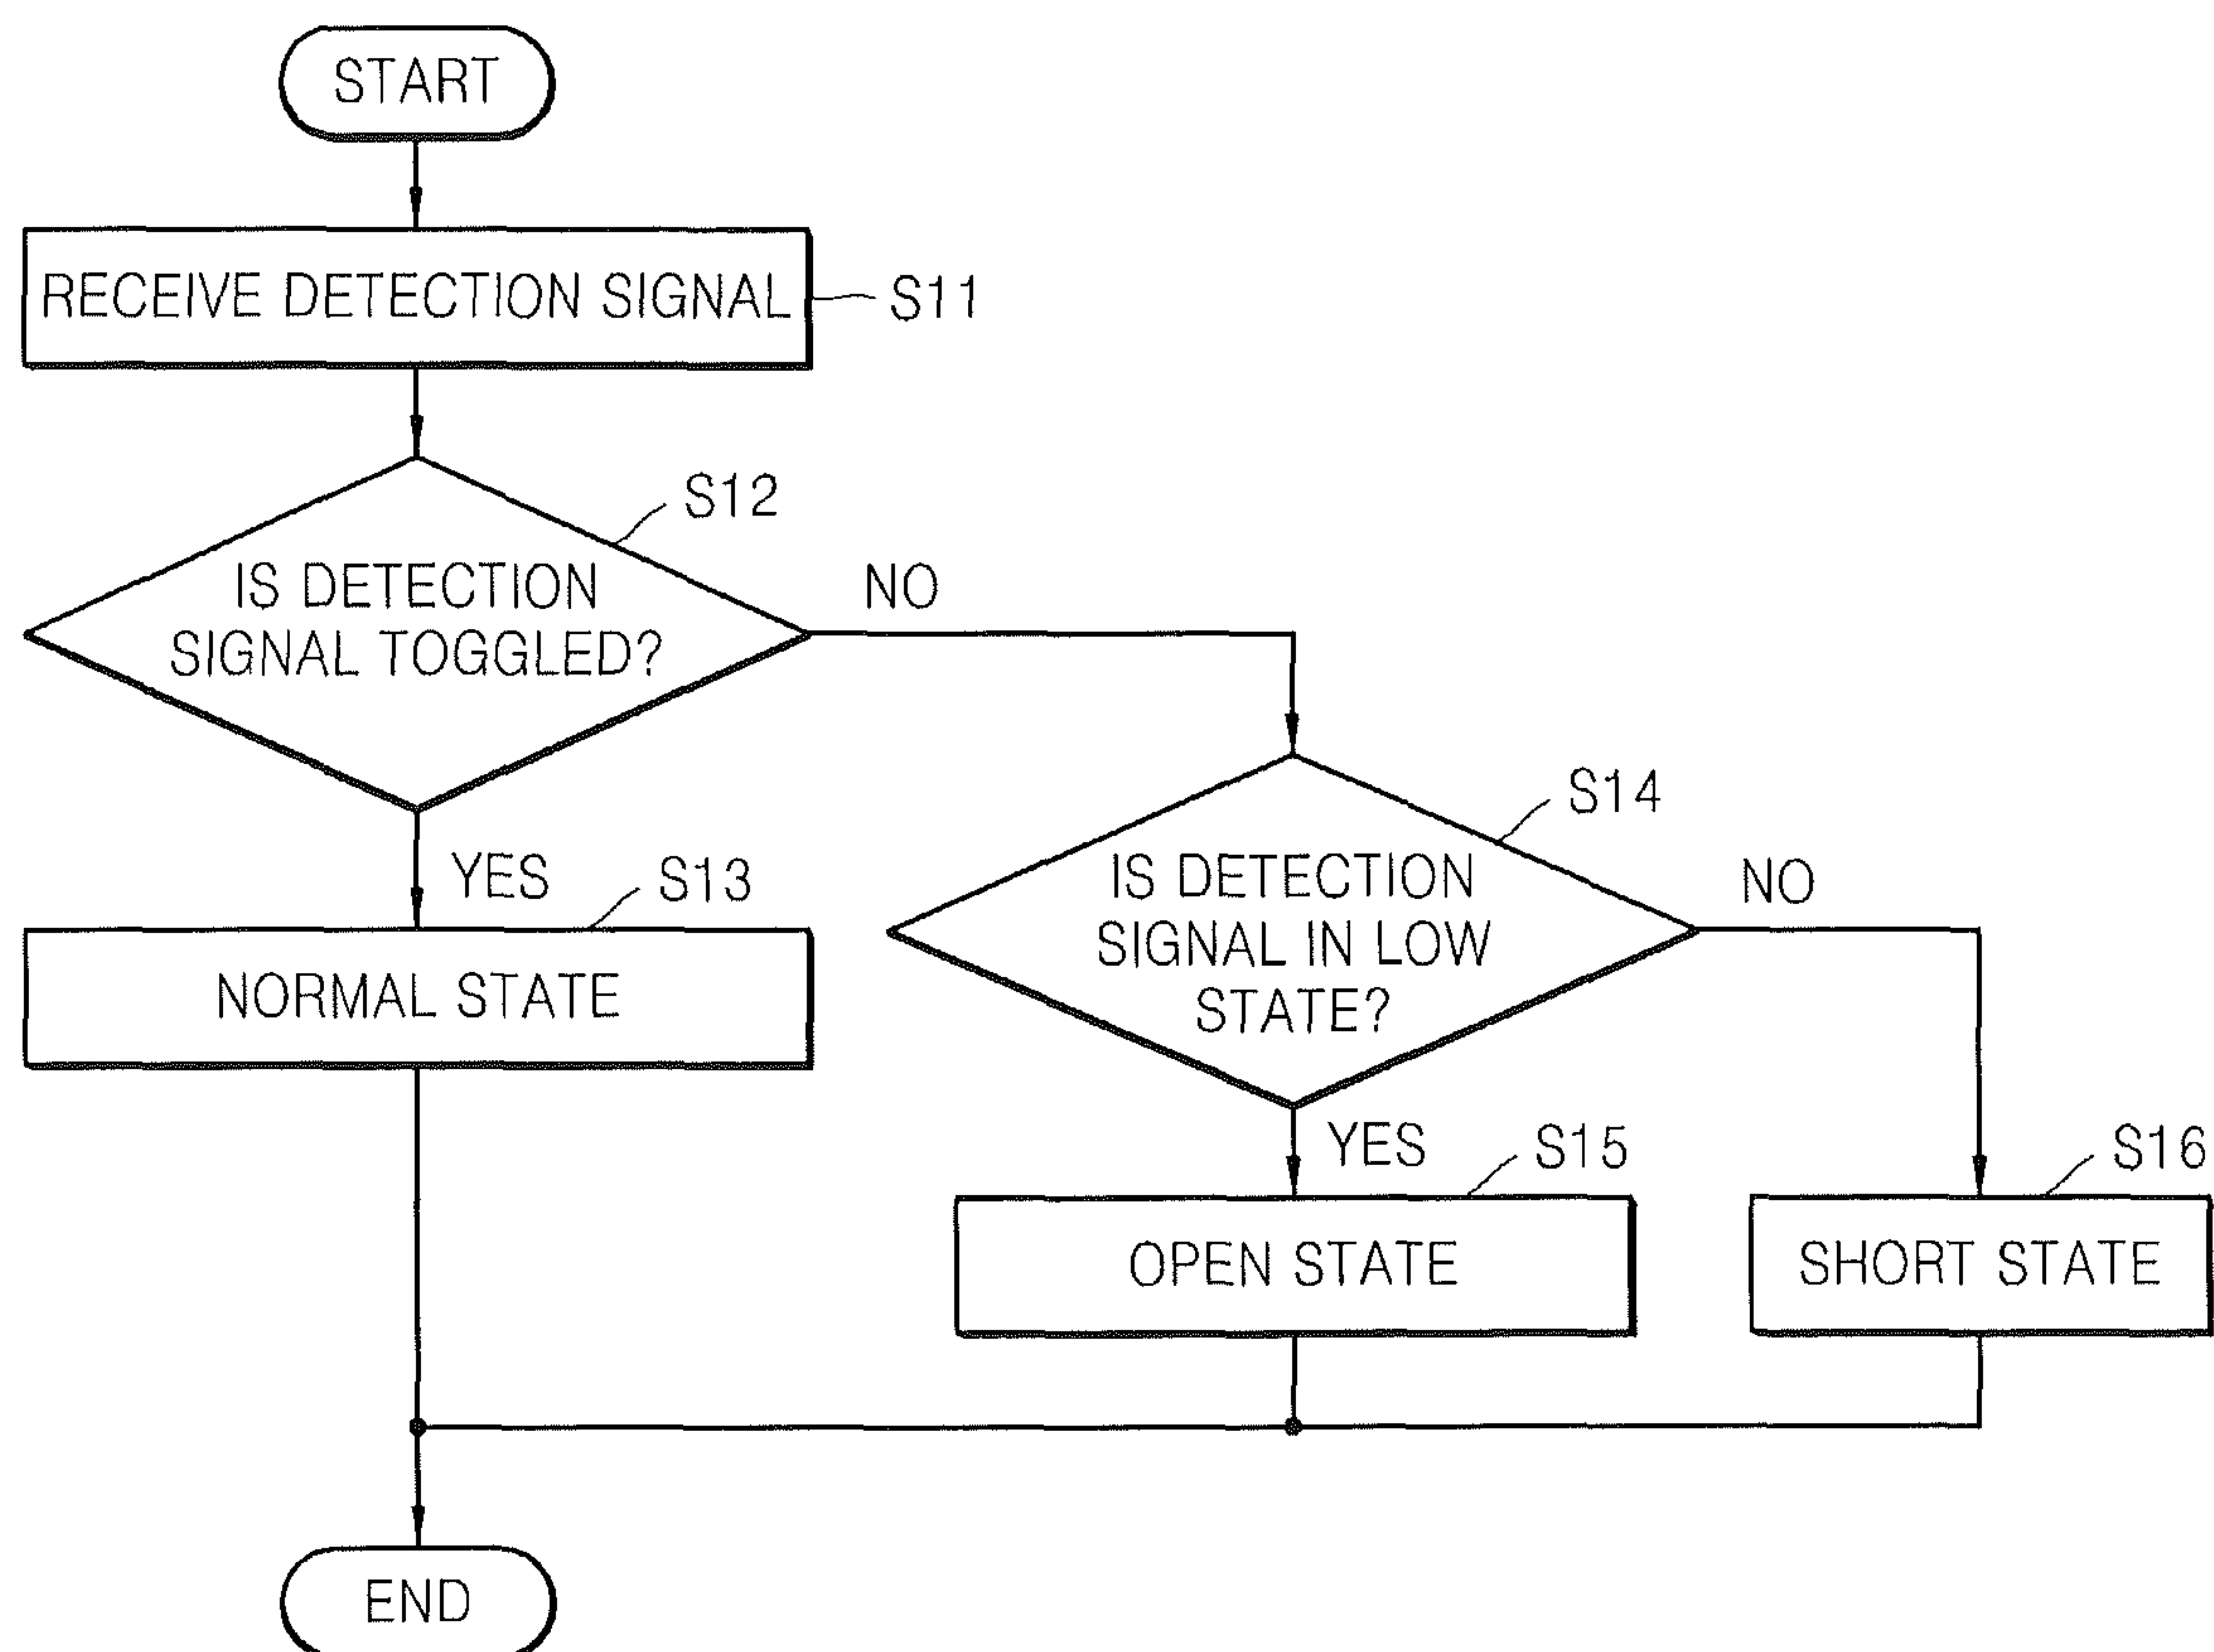 START
RECEIVE DETECTION SIGNAL
S11
S12
IS DETECTION
SIGNAL TOGGLED?
NO
YES
S13
NORMAL STATE
S14
IS DETECTION
SIGNAL IN LOW
STATE?
NO
YES
S15
OPEN STATE
S16
SHORT STATE
END